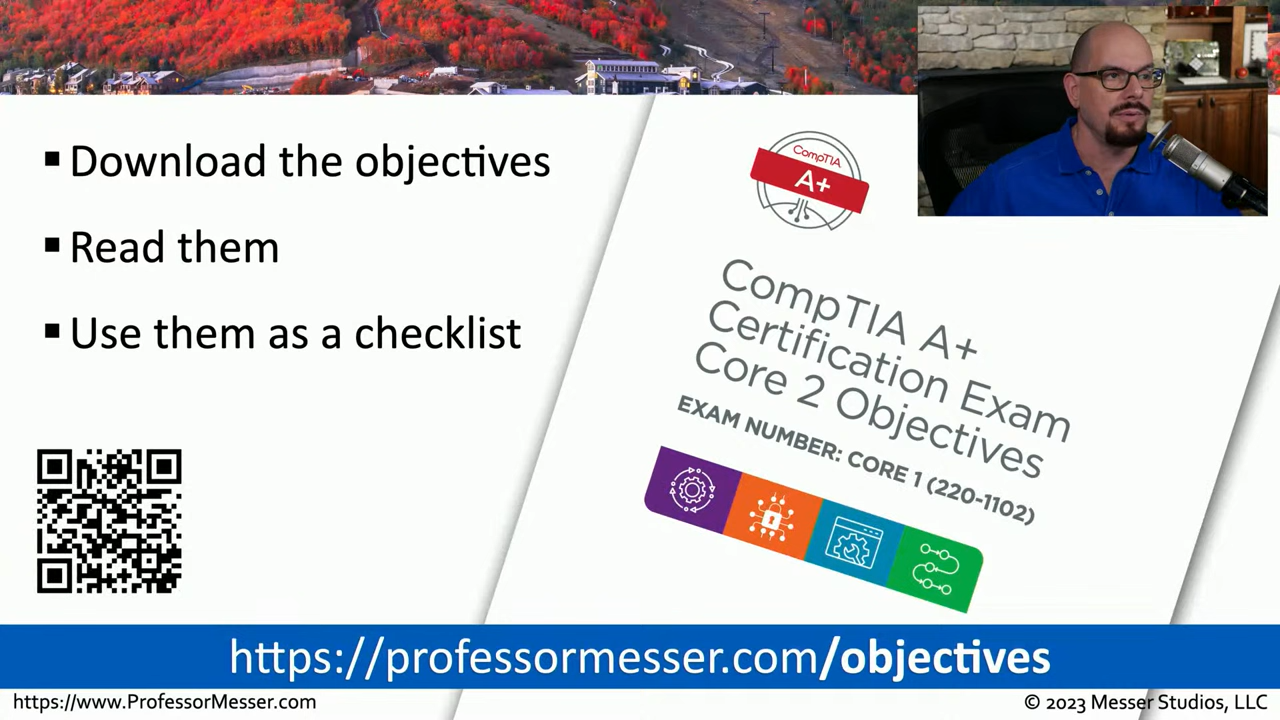 Download the objectives
Read them
Use them as a checklist
CompTIA
A+
CompTIA A+
Certification Exam
Core 2 Objectives
EXAM NUMBER: CORE 1 (220-1102)
https://professormesser.com/objectives
https://www.ProfessorMesser.com
© 2023 Messer Studios, LLC